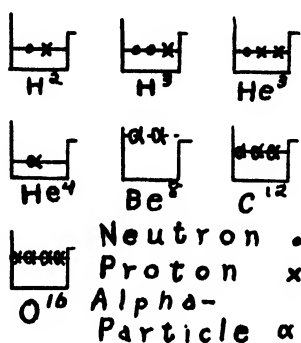 H² H³ He³
He⁴ Be⁸ C¹²
O¹⁶
Neutron •
Proton x
Alpha-
Particle α